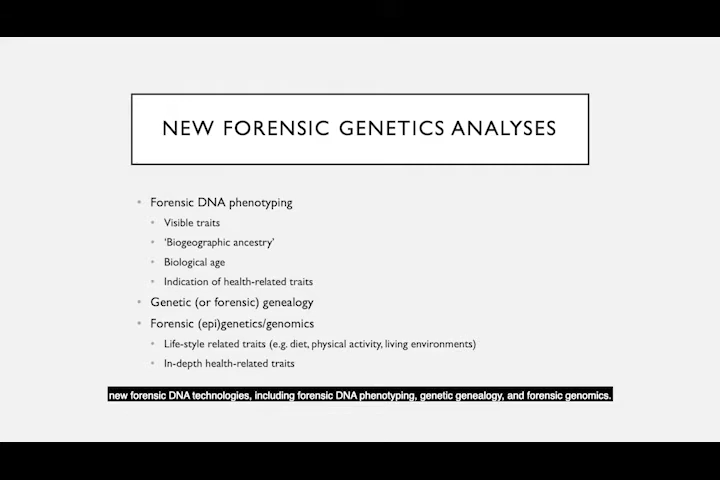 NEW FORENSIC GENETICS ANALYSES
• Forensic DNA phenotyping
• Visible traits
• ‘Biogeographic ancestry’
• Biological age
• Indication of health-related traits
• Genetic (or forensic) genealogy
• Forensic (epi)genetics/genomics
• Life-style related traits (e.g. diet, physical activity, living environments)
• In-depth health-related traits
new forensic DNA technologies, including forensic DNA phenotyping, genetic genealogy, and forensic genomics.